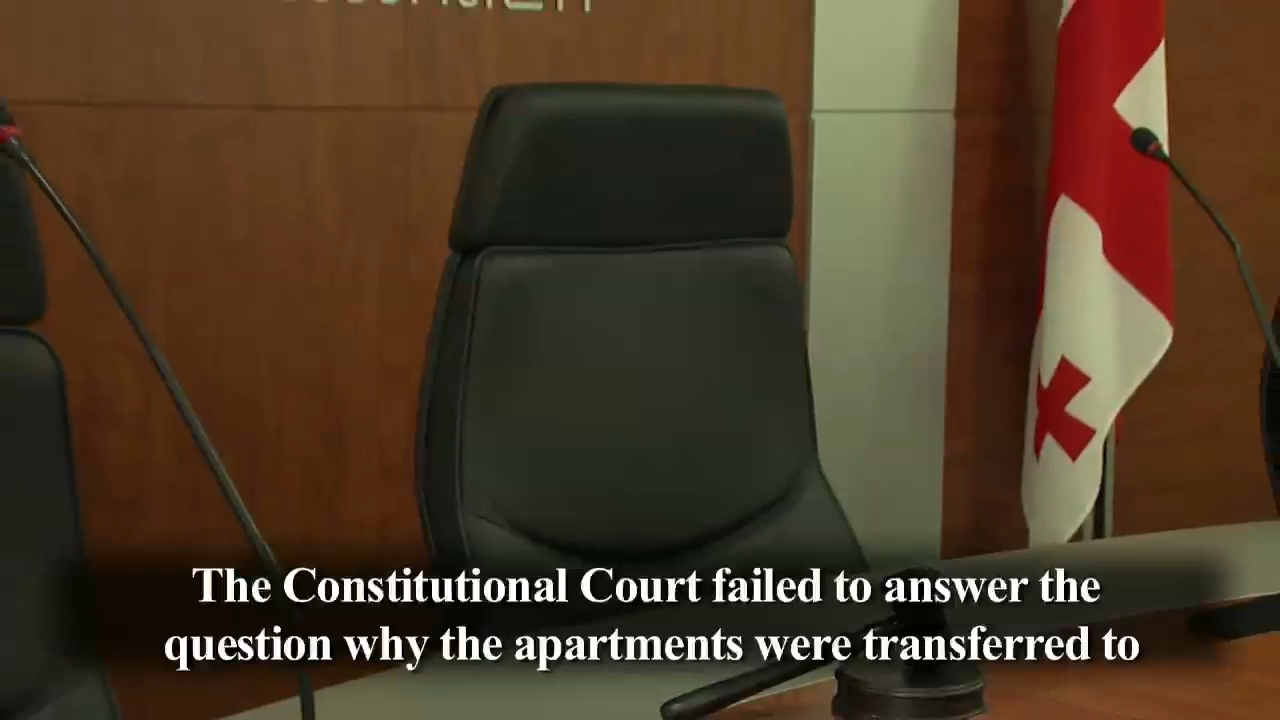 The Constitutional Court failed to answer the
question why the apartments were transferred to